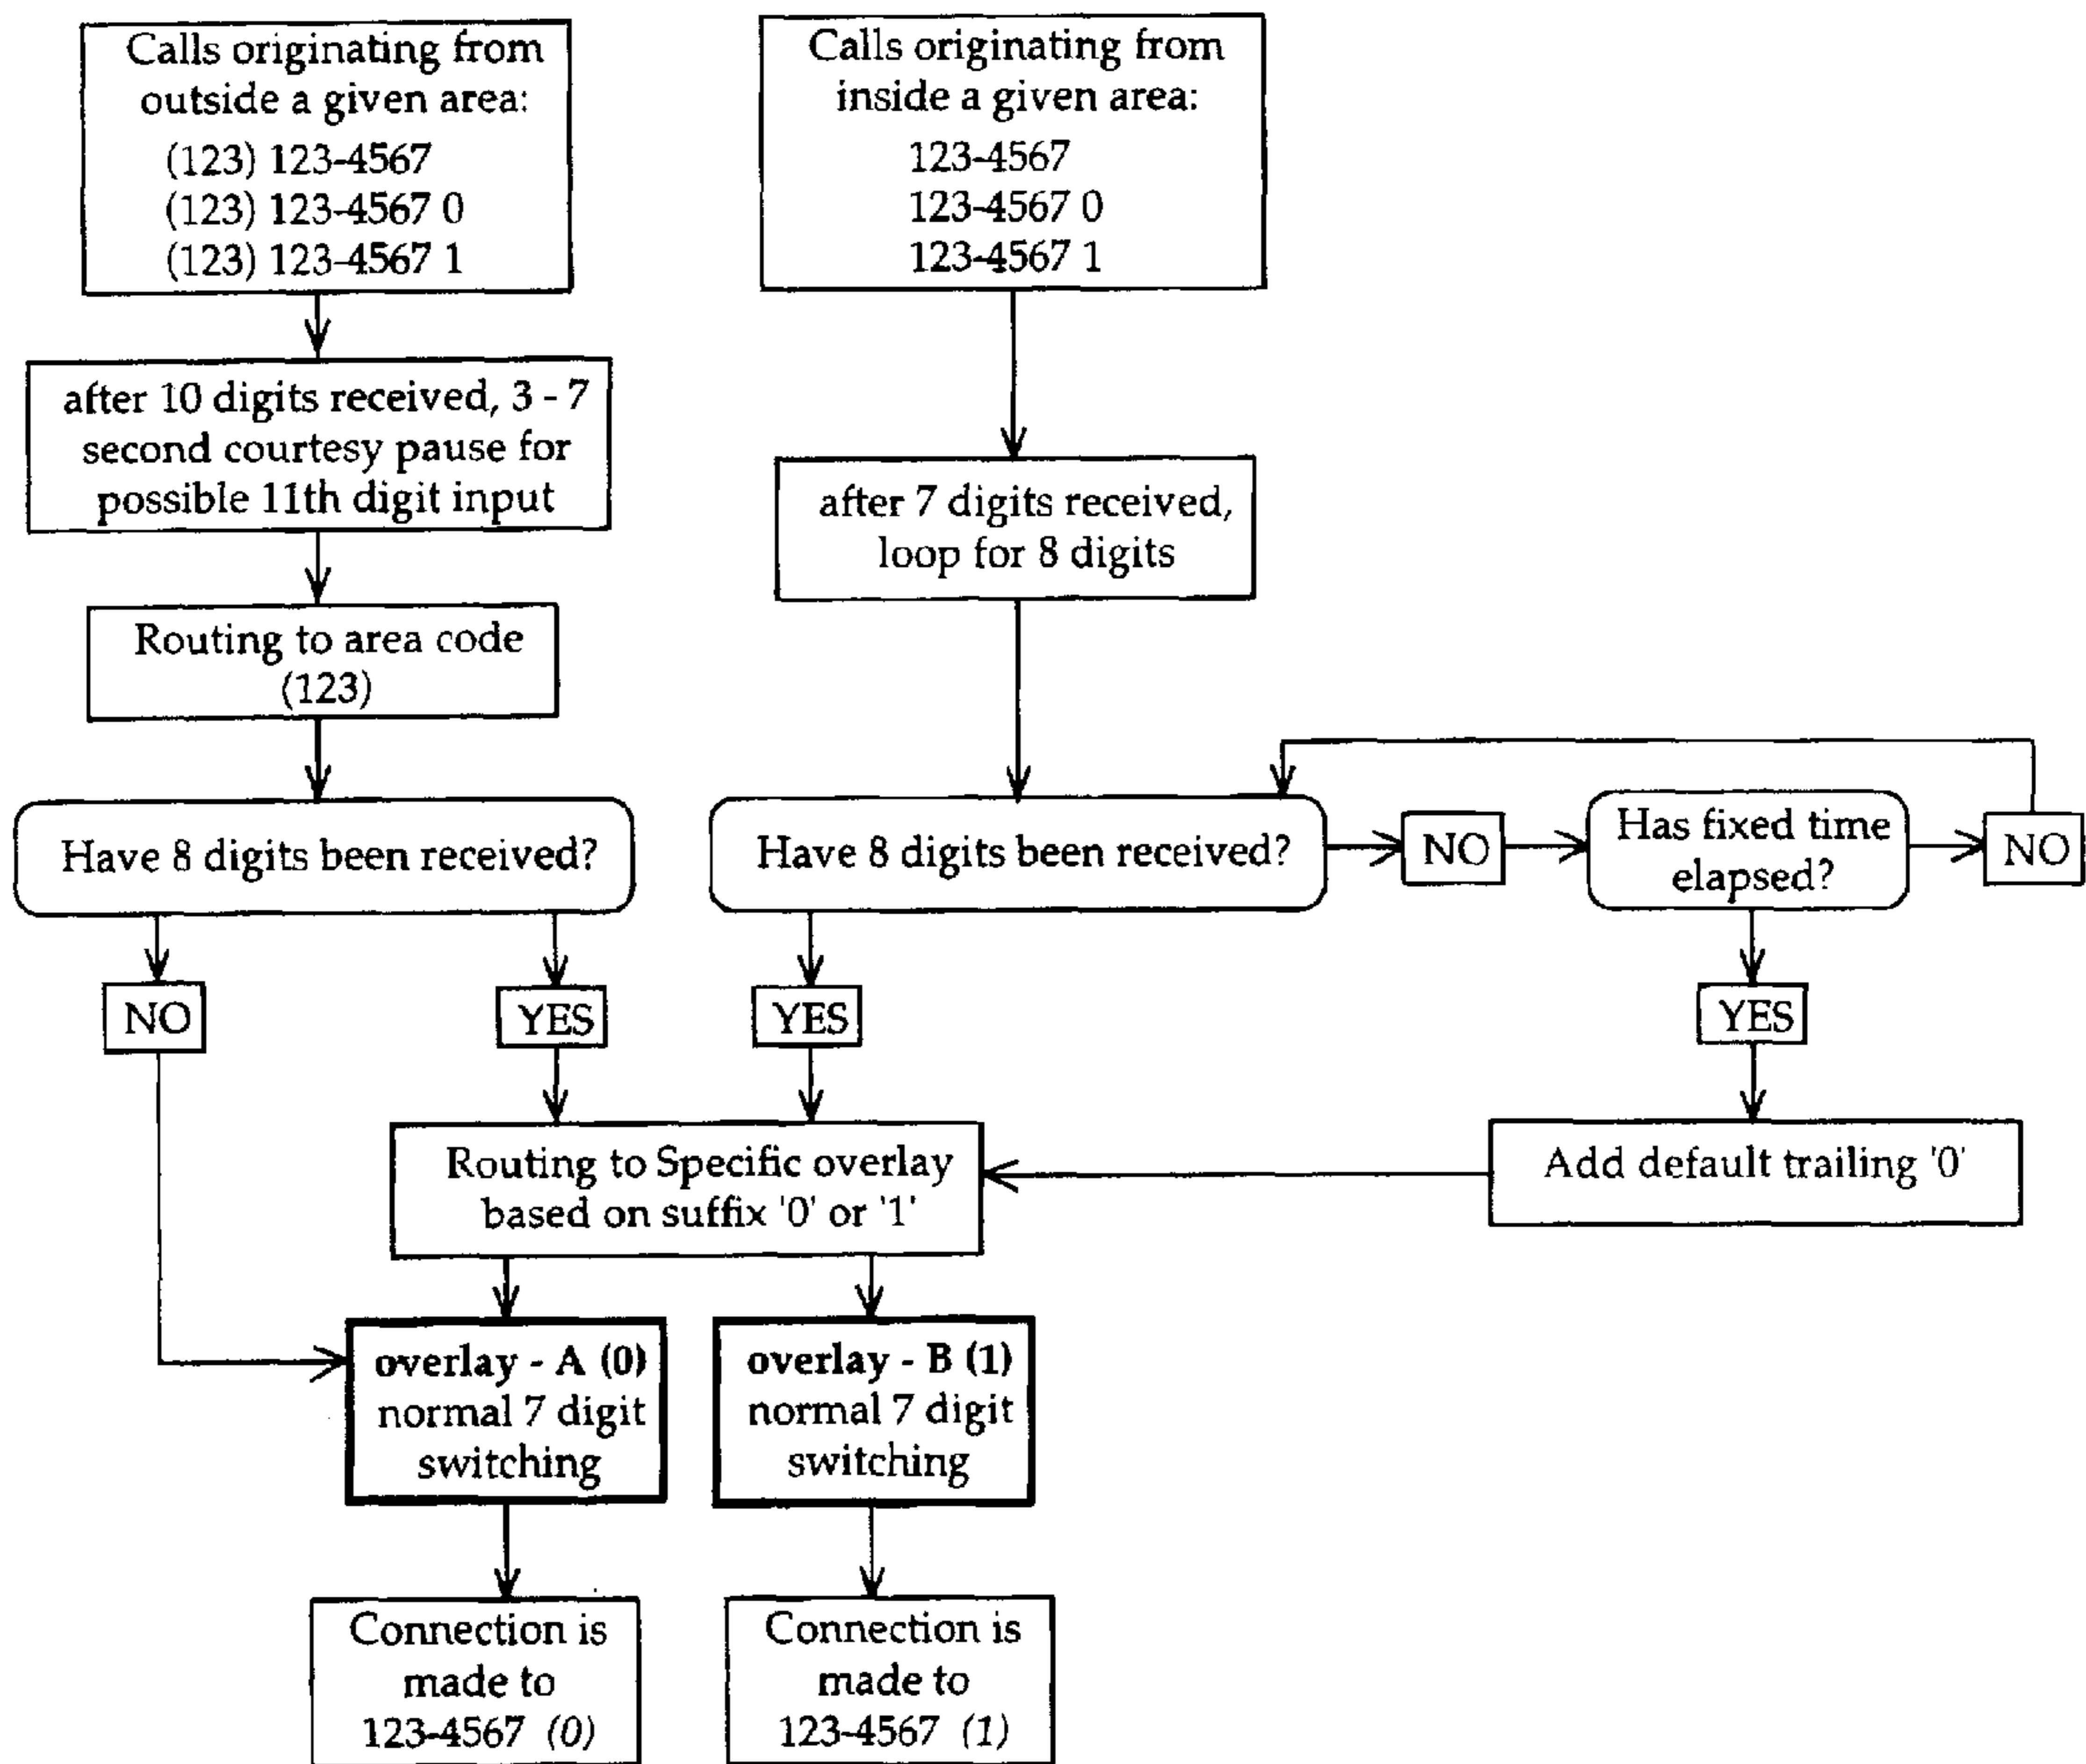 Calls originating from
outside a given area:
(123) 123-4567
(123) 123-4567 0
(123) 123-4567 1
Calls originating from
inside a given area:
123-4567
123-4567 0
123-4567 1
after 10 digits received, 3 - 7
second courtesy pause for
possible 11th digit input
after 7 digits received,
loop for 8 digits
Routing to area code
(123)
Have 8 digits been received?
Have 8 digits been received?
NO
Has fixed time
elapsed?
NO
NO
YES
YES
YES
Routing to Specific overlay
based on suffix '0' or '1'
Add default trailing '0'
overlay - A (0)
normal 7 digit
switching
overlay - B (1)
normal 7 digit
switching
Connection is
made to
123-4567 (0)
Connection is
made to
123-4567 (1)